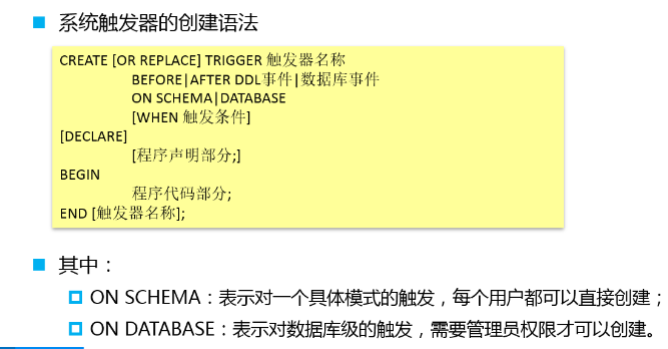 系统触发器的创建语法
CREATE [OR REPLACE] TRIGGER 触发器名称
BEFORE|AFTER DDL事件|数据库事件
ON SCHEMA|DATABASE
[WHEN 触发条件]
[DECLARE]
[程序声明部分;]
BEGIN
程序代码部分;
END [触发器名称];
其中：
ON SCHEMA：表示对一个具体模式的触发，每个用户都可以直接创建；
ON DATABASE：表示对数据库级的触发，需要管理员权限才可以创建。